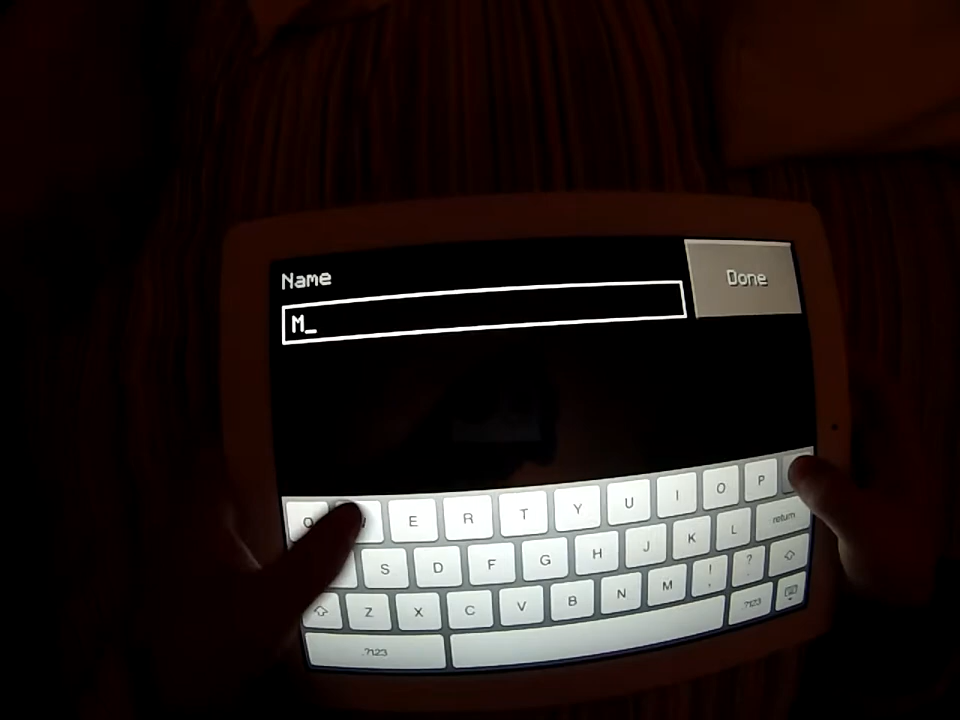 Name
Done
M_
Q W E R T Y U I O P
S D F G H J K L return
Z X C V B N M ! , ? .
.?123 .?123